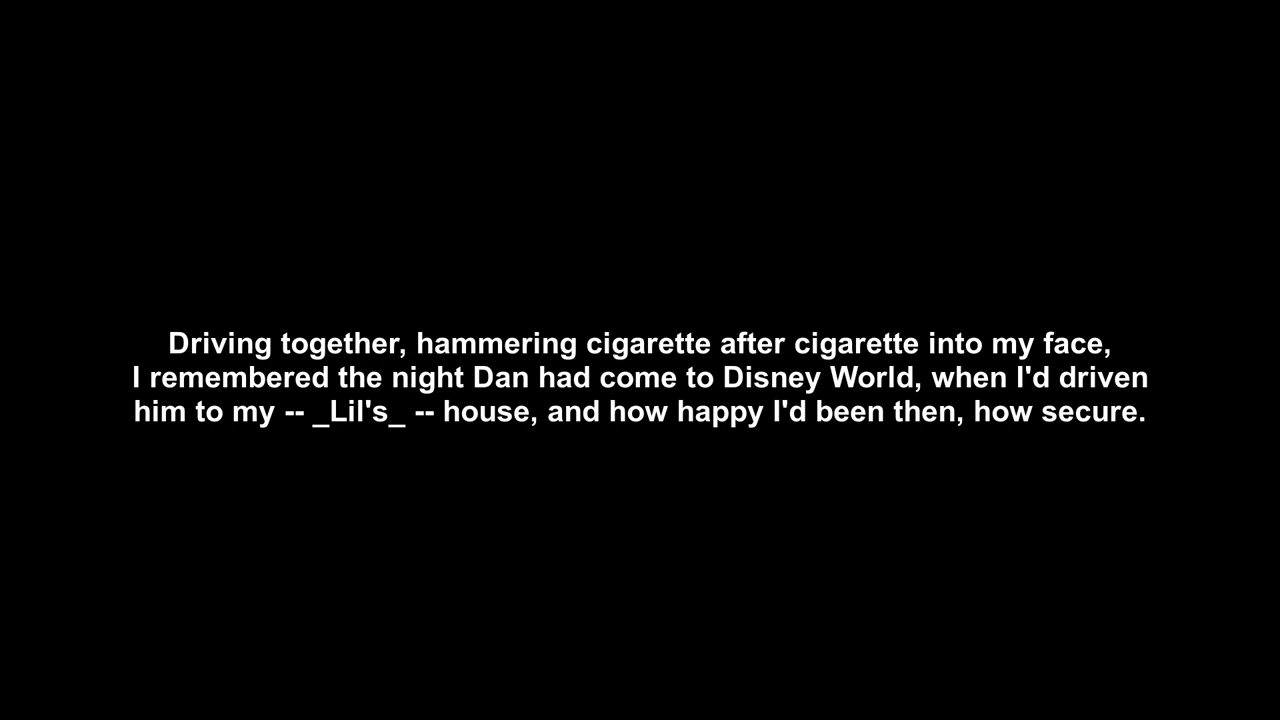 Driving together, hammering cigarette after cigarette into my face,
I remembered the night Dan had come to Disney World, when I'd driven
him to my -- _Lil's_ -- house, and how happy I'd been then, how secure.